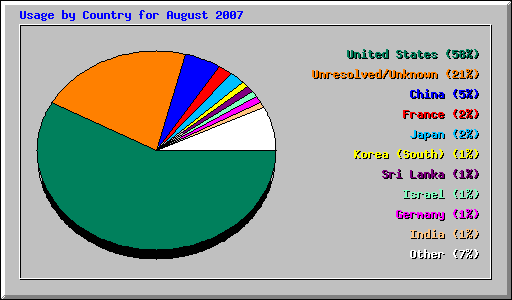 Usage by Country for August 2007
United States (58%)
Unresolved/Unknown (21%)
China (5%)
France (2%)
Japan (2%)
Korea (South) (1%)
Sri Lanka (1%)
Israel (1%)
Germany (1%)
India (1%)
Other (7%)